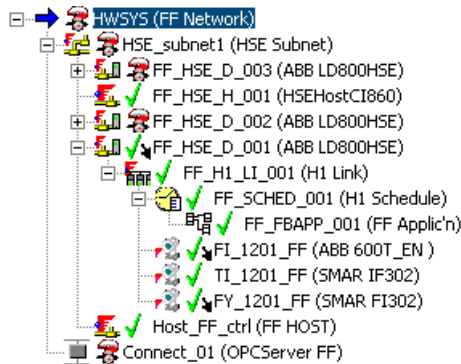 HWSYS (FF Network)
HSE_subnet1 (HSE Subnet)
FF_HSE_D_003 (ABB LD800HSE)
FF_HSE_H_001 (HSEHostCI860)
FF_HSE_D_002 (ABB LD800HSE)
FF_HSE_D_001 (ABB LD800HSE)
FF_H1_LI_001 (H1 Link)
FF_SCHED_001 (H1 Schedule)
FF_FBAPP_001 (FF Applic'n)
FI_1201_FF (ABB 600T_EN )
TI_1201_FF (SMAR IF302)
FY_1201_FF (SMAR FI302)
Host_FF_ctrl (FF HOST)
Connect_01 (OPCServer FF)